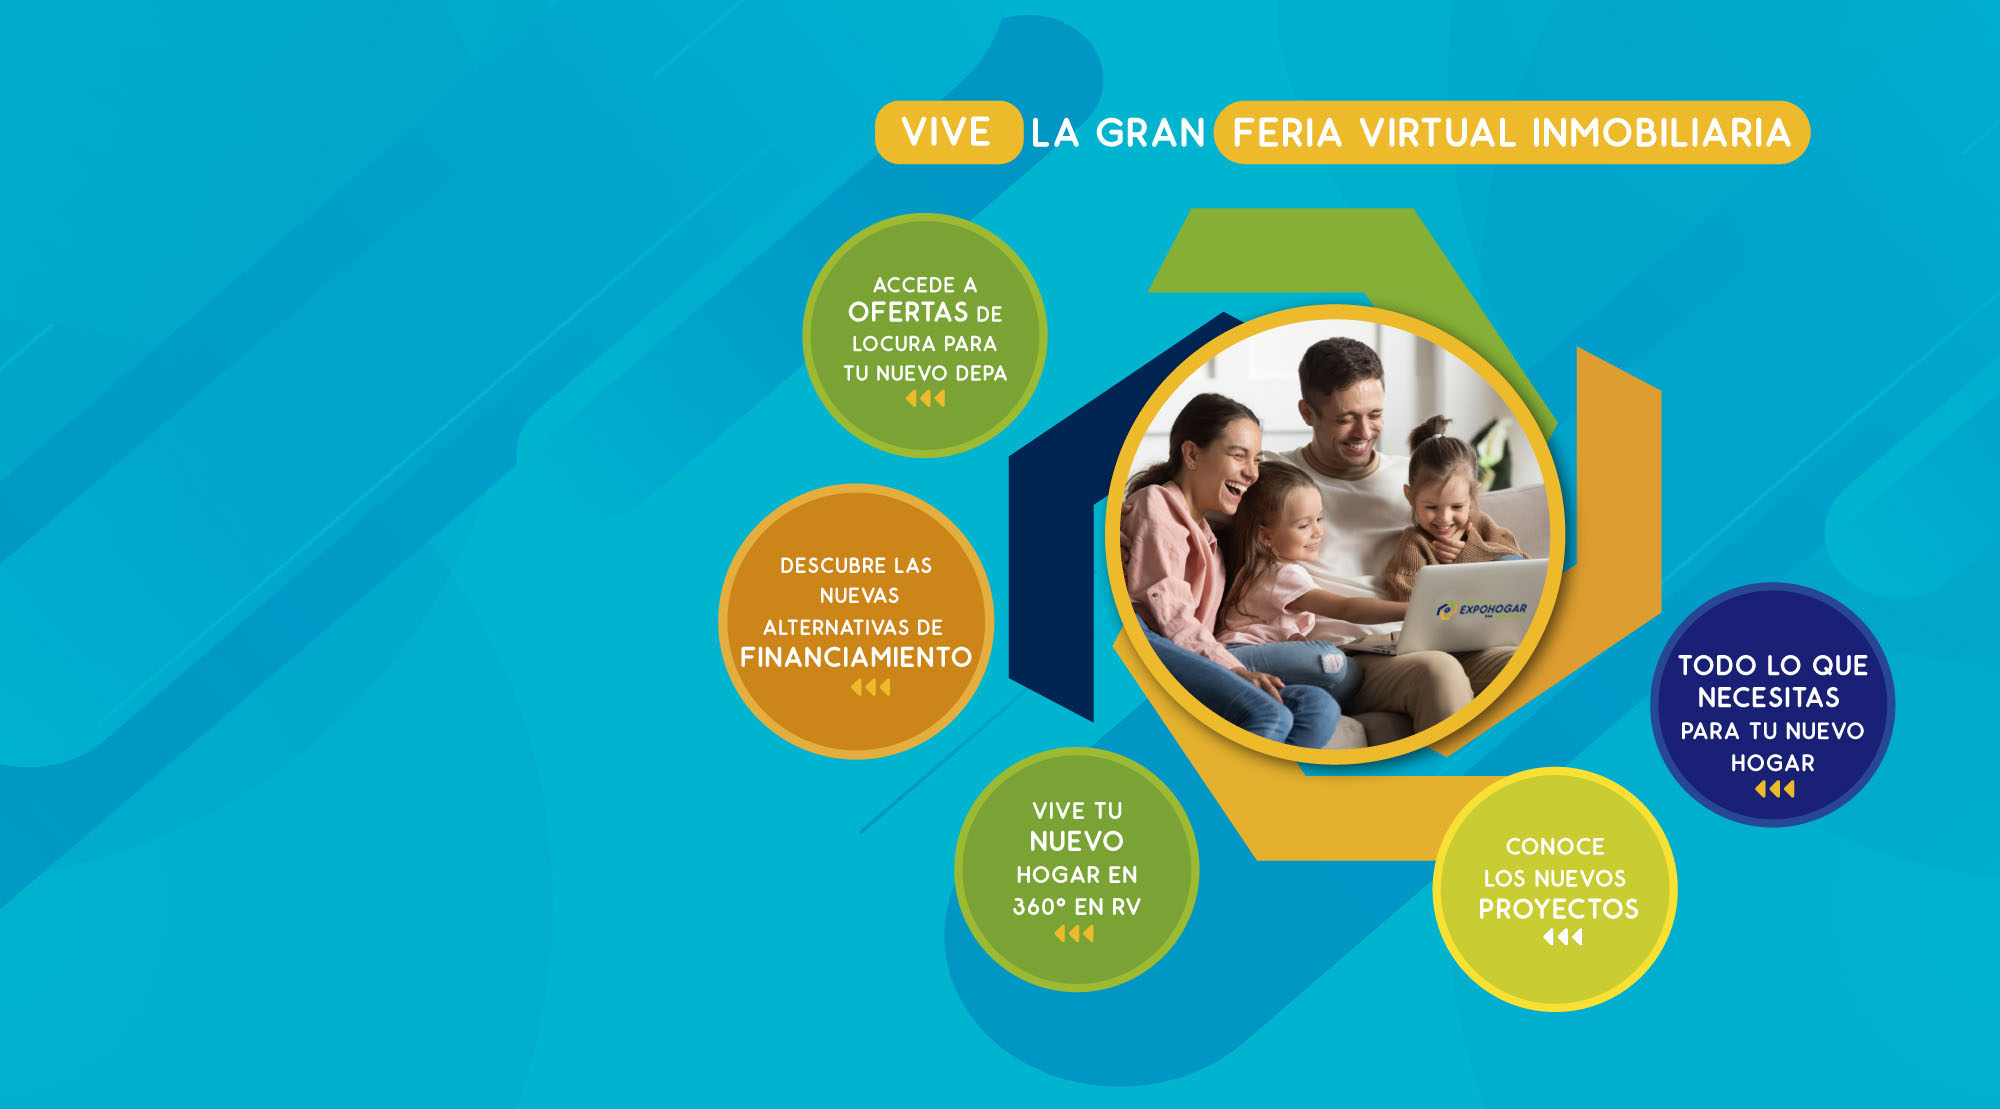 VIVE LA GRAN FERIA VIRTUAL INMOBILIARIA
ACCEDE A
OFERTAS DE
LOCURA PARA
TU NUEVO DEPA
DESCUBRE LAS
NUEVAS
ALTERNATIVAS DE
FINANCIAMIENTO
VIVE TU
NUEVO
HOGAR EN
360° EN RV
CONOCE
LOS NUEVOS
PROYECTOS
TODO LO QUE
NECESITAS
PARA TU NUEVO
HOGAR
EXPOHOGAR